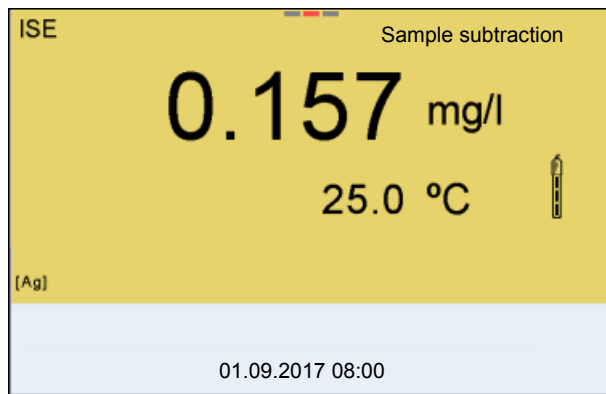 ISE
Sample subtraction
0.157 mg/l
25.0 ºC
[Ag]
01.09.2017 08:00